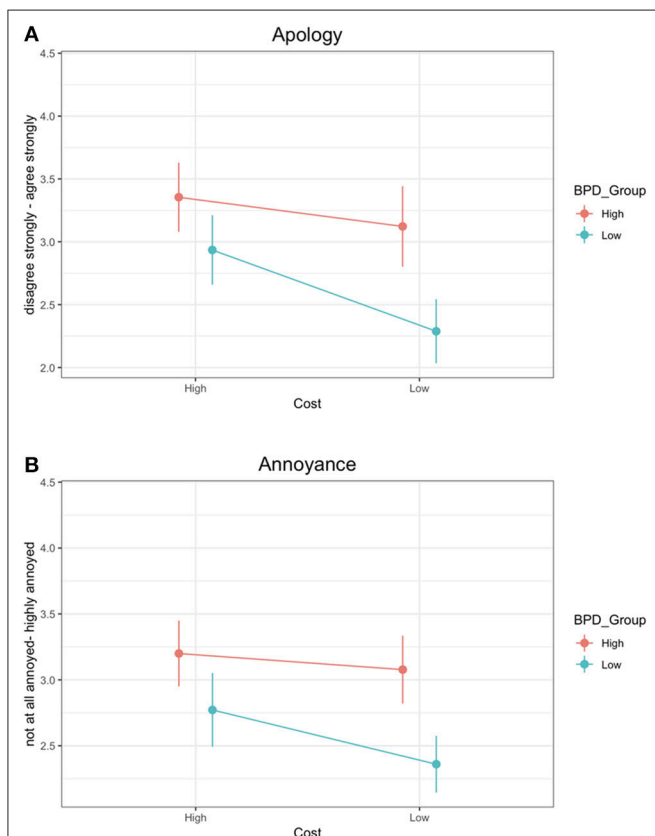 A
Apology
4.5
4.0
3.5
3.0
2.5
2.0
disagree strongly - agree strongly
High
Low
Cost
BPD_Group
High
Low
B
Annoyance
4.5
4.0
3.5
3.0
2.5
not at all annoyed- highly annoyed
High
Low
Cost
BPD_Group
High
Low